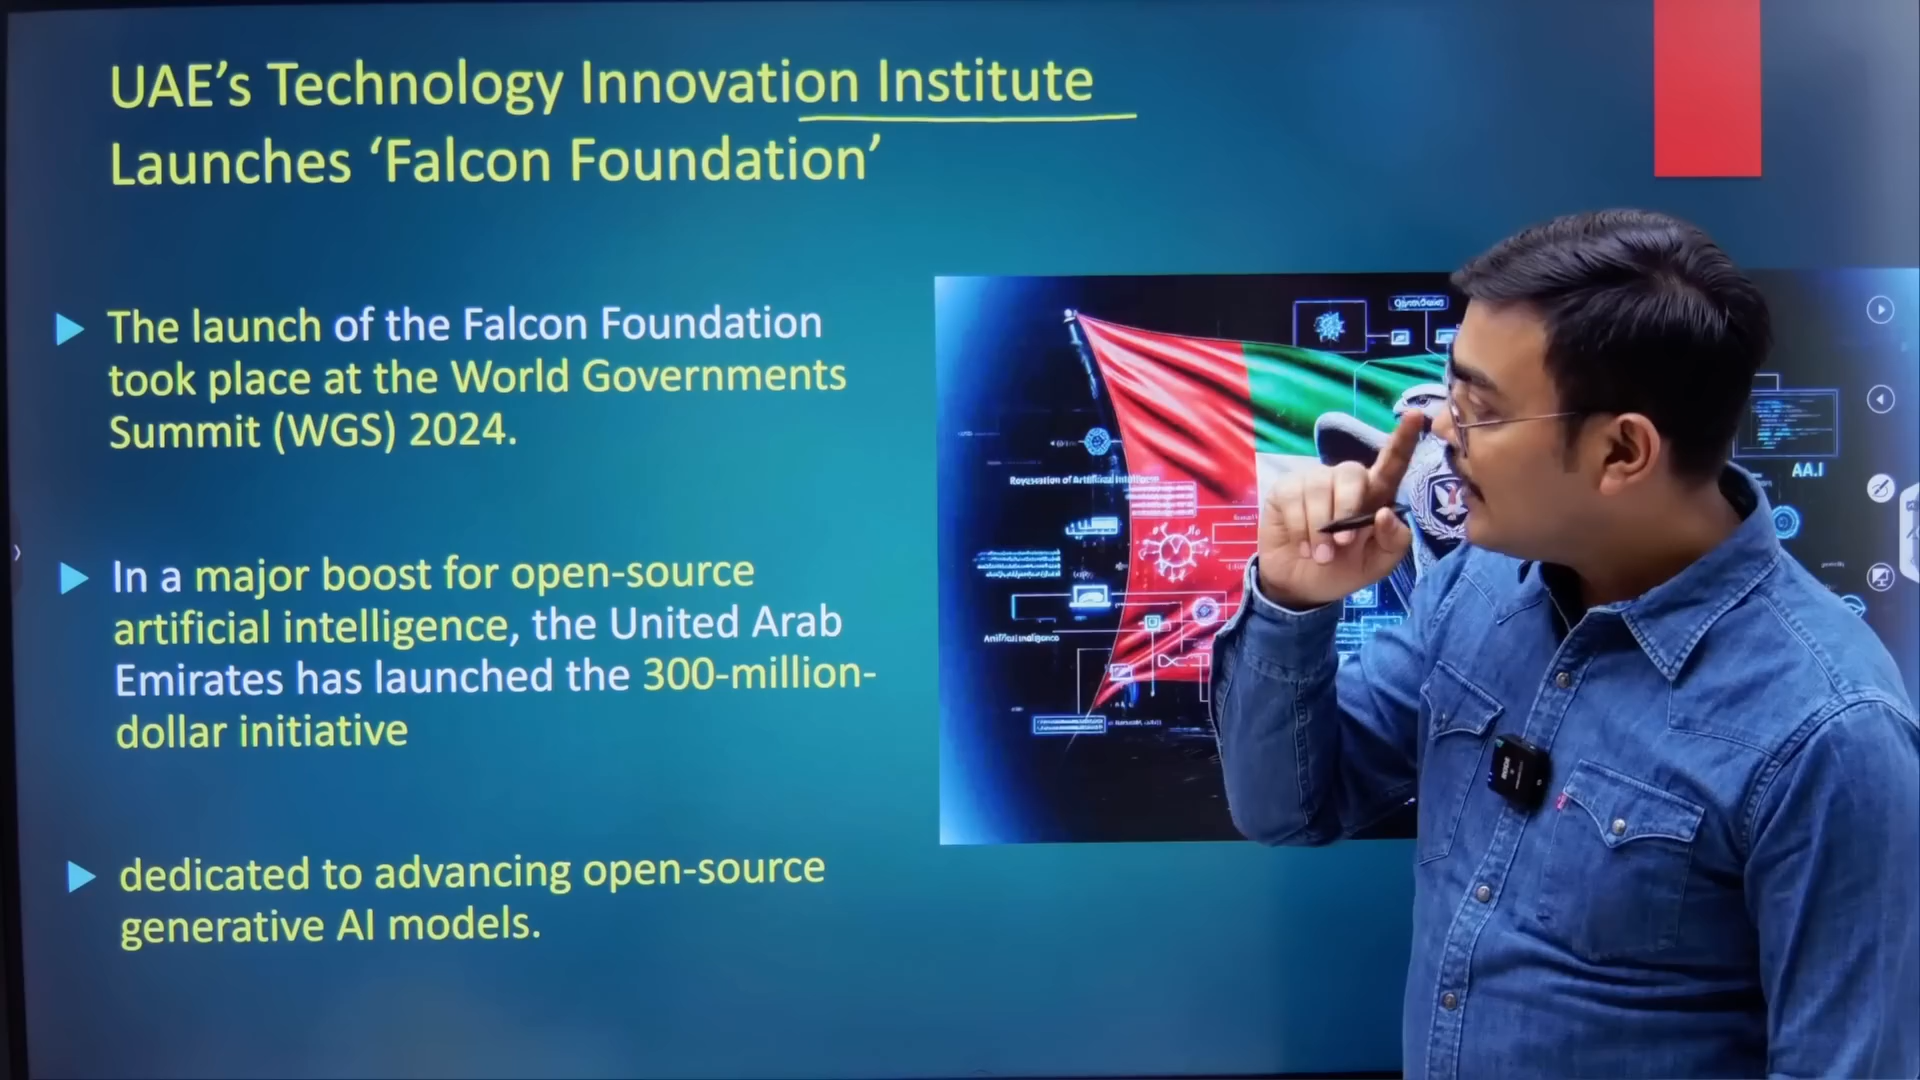 UAE’s Technology Innovation Institute
Launches ‘Falcon Foundation’
The launch of the Falcon Foundation
took place at the World Governments
Summit (WGS) 2024.
In a major boost for open-source
artificial intelligence, the United Arab
Emirates has launched the 300-million-
dollar initiative
dedicated to advancing open-source
generative AI models.
AA.I
RODE